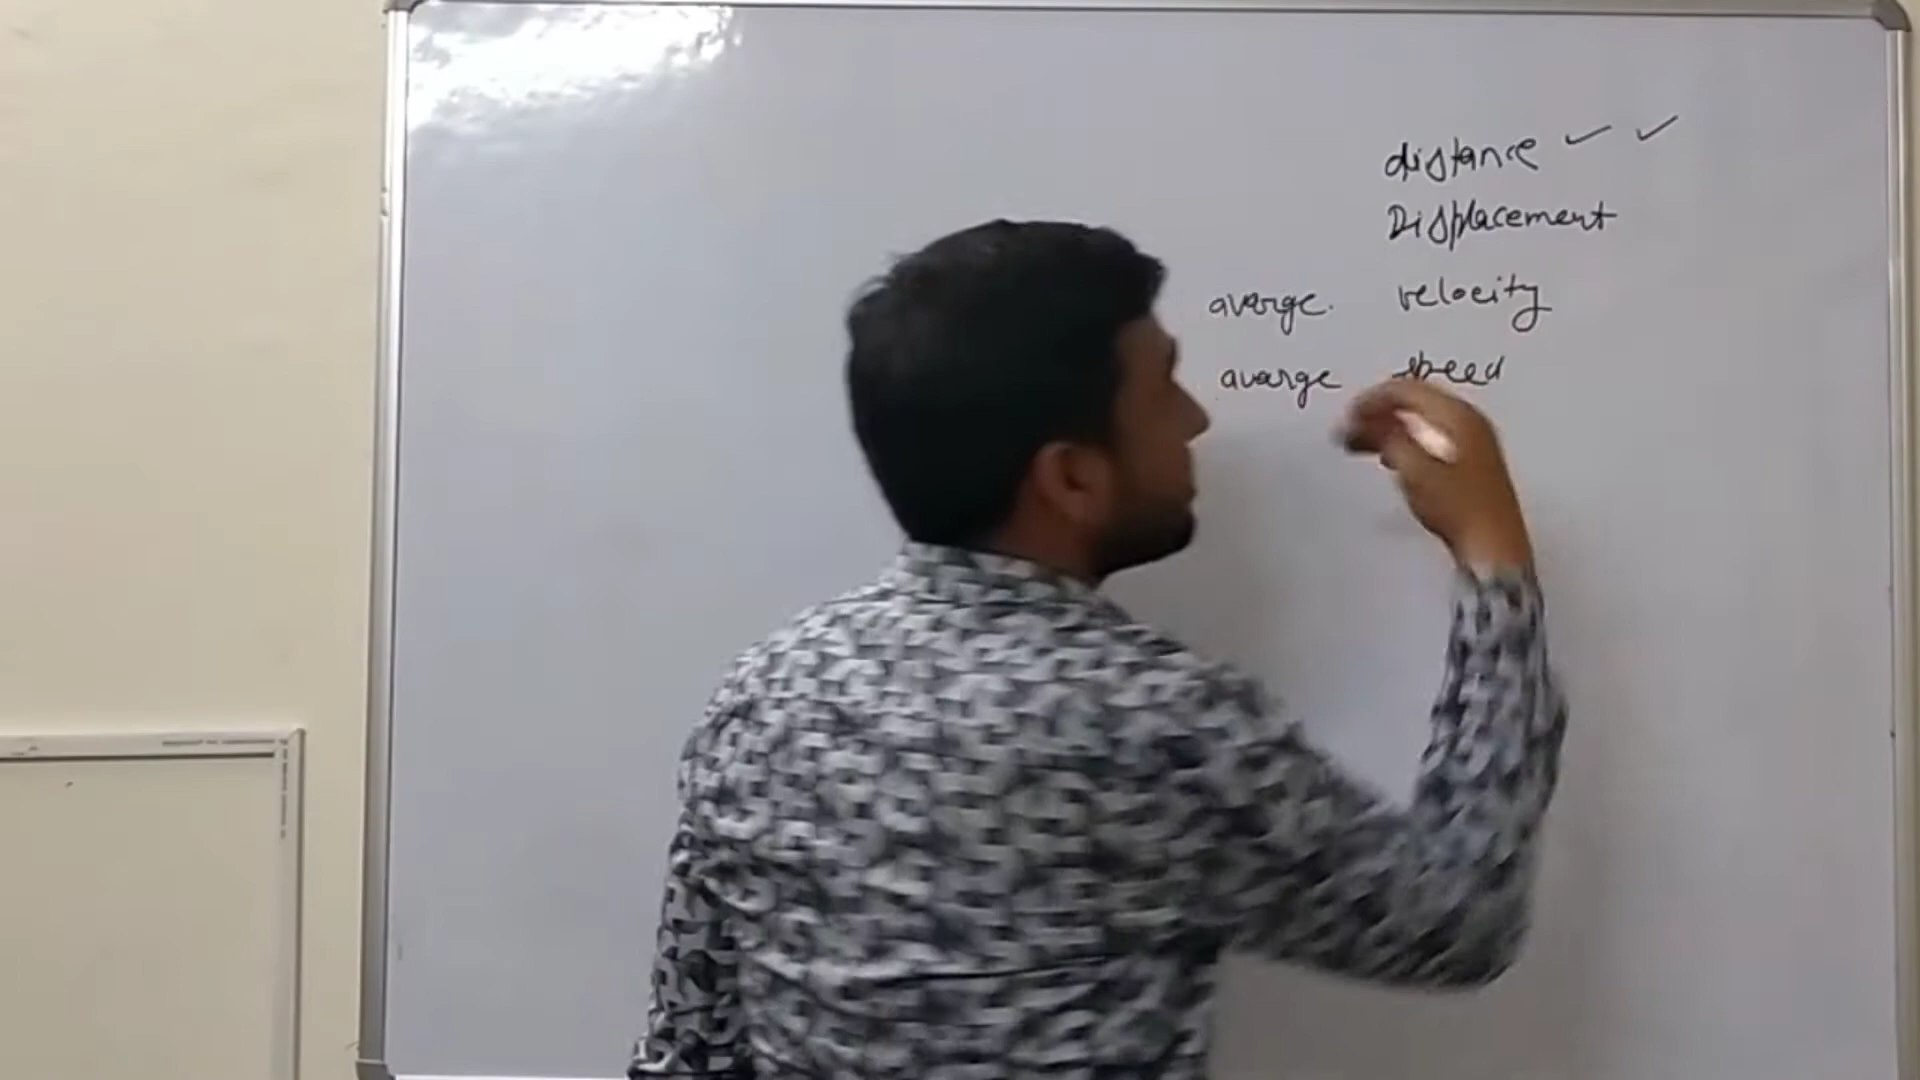 distance ✓ ✓
Displacement
avarge. velocity
avarge speed